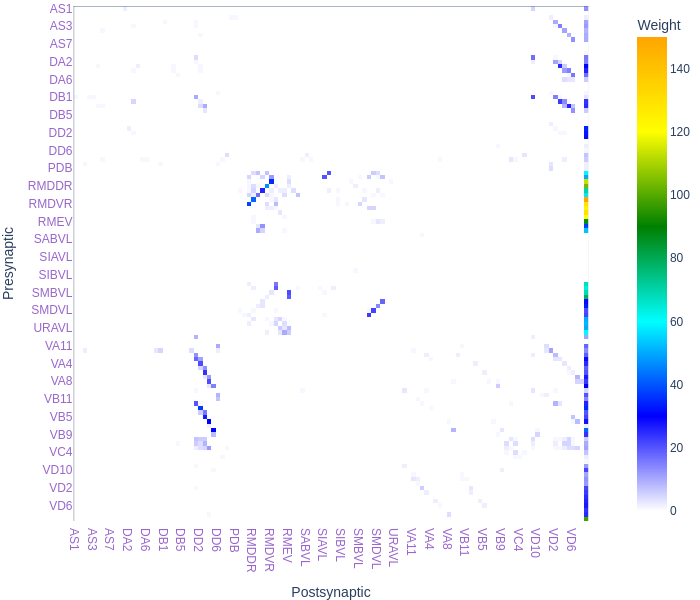 Weight
AS1
AS3
AS7
DA2
DA6
DB1
DB5
DD2
DD6
PDB
RMDDR
RMDVR
RMEV
SABVL
SIAVL
SIBVL
SMBVL
SMDVL
URAVL
VA11
VA4
VA8
VB11
VB5
VB9
VC4
VD10
VD2
VD6
Presynaptic
140
120
100
80
60
40
20
0
AS1
AS3
AS7
DA2
DA6
DB1
DB5
DD2
DD6
PDB
RMDDR
RMDVR
RMEV
SABVL
SIAVL
SIBVL
SMBVL
SMDVL
URAVL
VA11
VA4
VA8
VB11
VB5
VB9
VC4
VD10
VD2
VD6
Postsynaptic